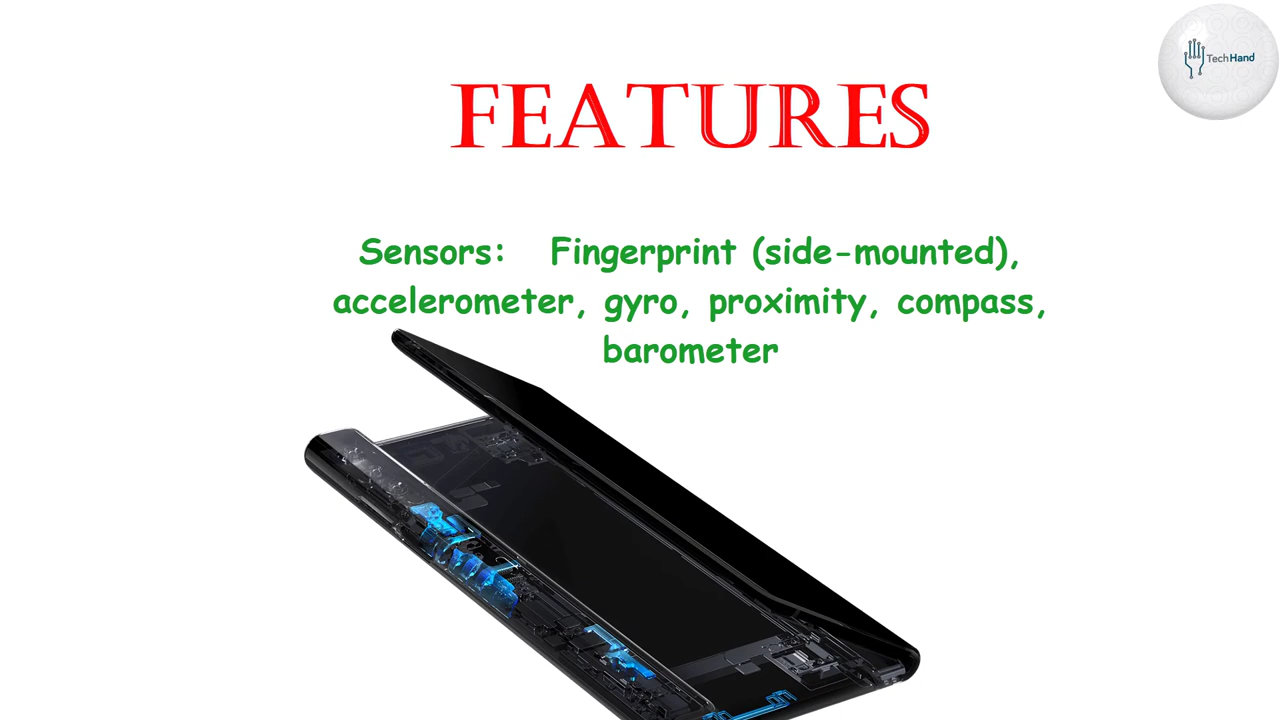 TechHand
FEATURES
Sensors: Fingerprint (side-mounted),
accelerometer, gyro, proximity, compass,
barometer